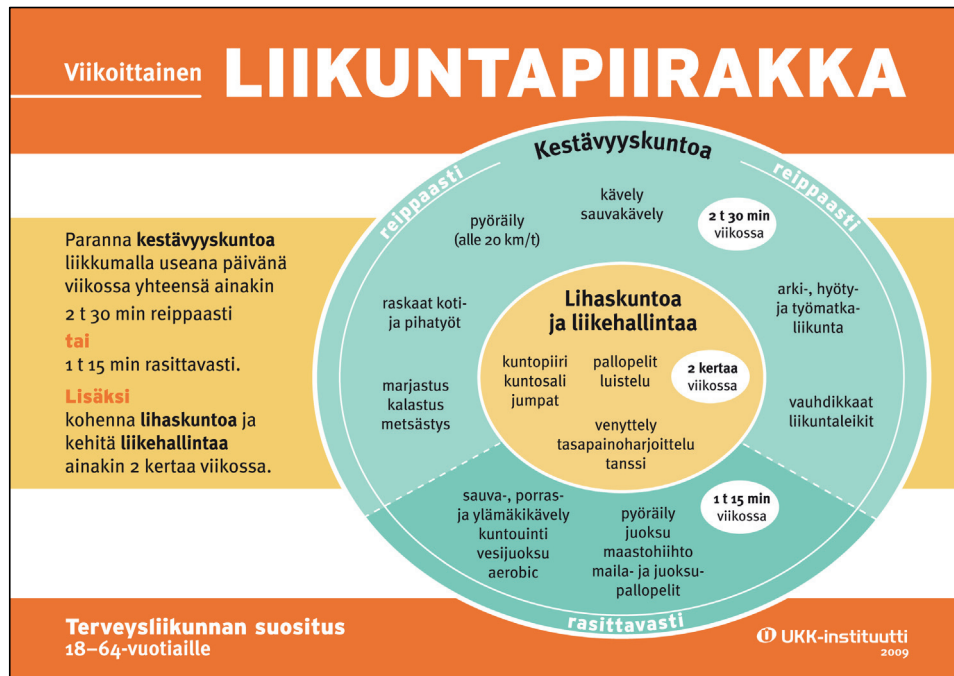 Viikoittainen LIIKUNTAPIIRAKKA
Paranna kestävyyskuntoa
liikkumalla useana päivänä
viikossa yhteensä ainakin
2 t 30 min reippaasti
tai
1 t 15 min rasittavasti.
Lisäksi
kohenna lihaskuntoa ja
kehitä liikehallintaa
ainakin 2 kertaa viikossa.
Kestävyyskuntoa
reippaasti
reippaasti
kävely
sauvakävely
2 t 30 min
viikossa
pyöräily
(alle 20 km/t)
raskaat koti-
ja pihatyöt
arki-, hyöty-
ja työmatka-
liikunta
marjastus
kalastus
metsästys
vauhdikkaat
liikuntaleikit
Lihaskuntoa
ja liikehallintaa
kuntopiiri
kuntosali
jumpat
pallopelit
luistelu
2 kertaa
viikossa
venyttely
tasapainoharjoittelu
tanssi
sauva-, porras-
ja ylämäkikävely
kuntouinti
vesijuoksu
aerobic
pyöräily
juoksu
maastohiihto
maila- ja juoksu-
pallopelit
1 t 15 min
viikossa
rasittavasti
Terveysliikunnan suositus
18–64-vuotiaille
UKK-instituutti
2009